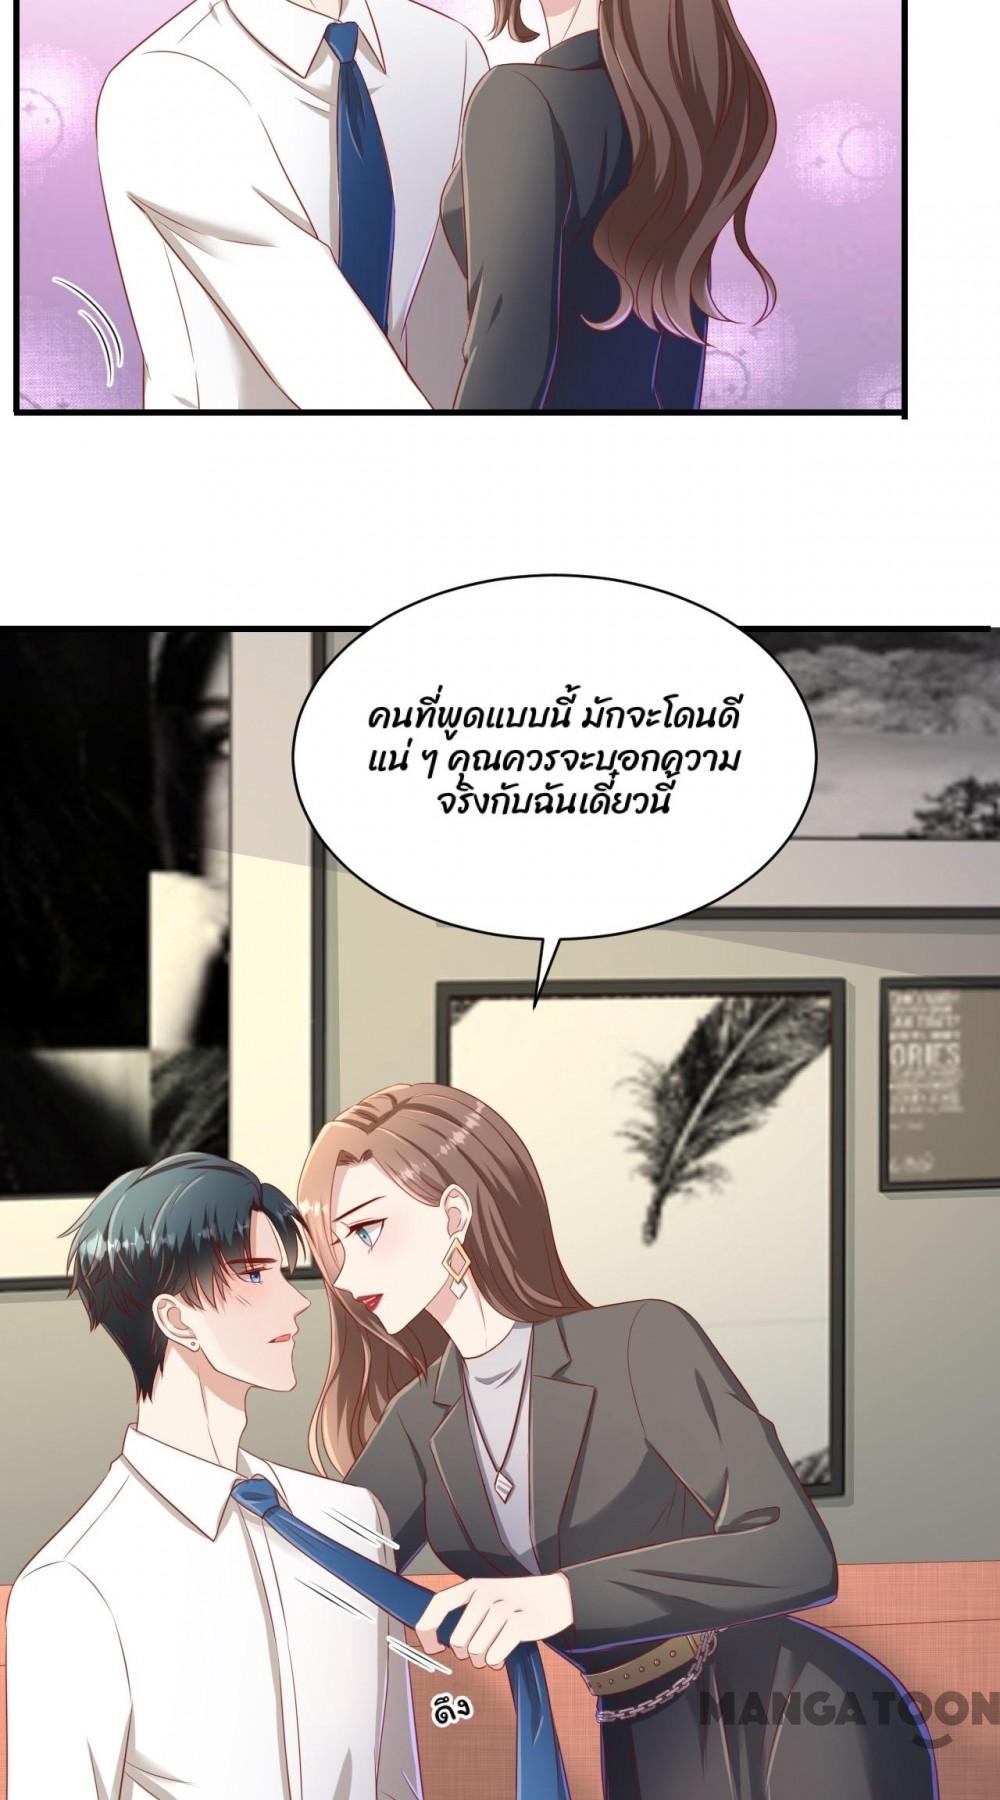 คนที่พูดแบบนี้ มักจะโดนดี
แน่ ๆ คุณควรจะบอกความ
จริงกับฉันเดี๋ยวนี้
ORIES
ดึง
MANGATOON